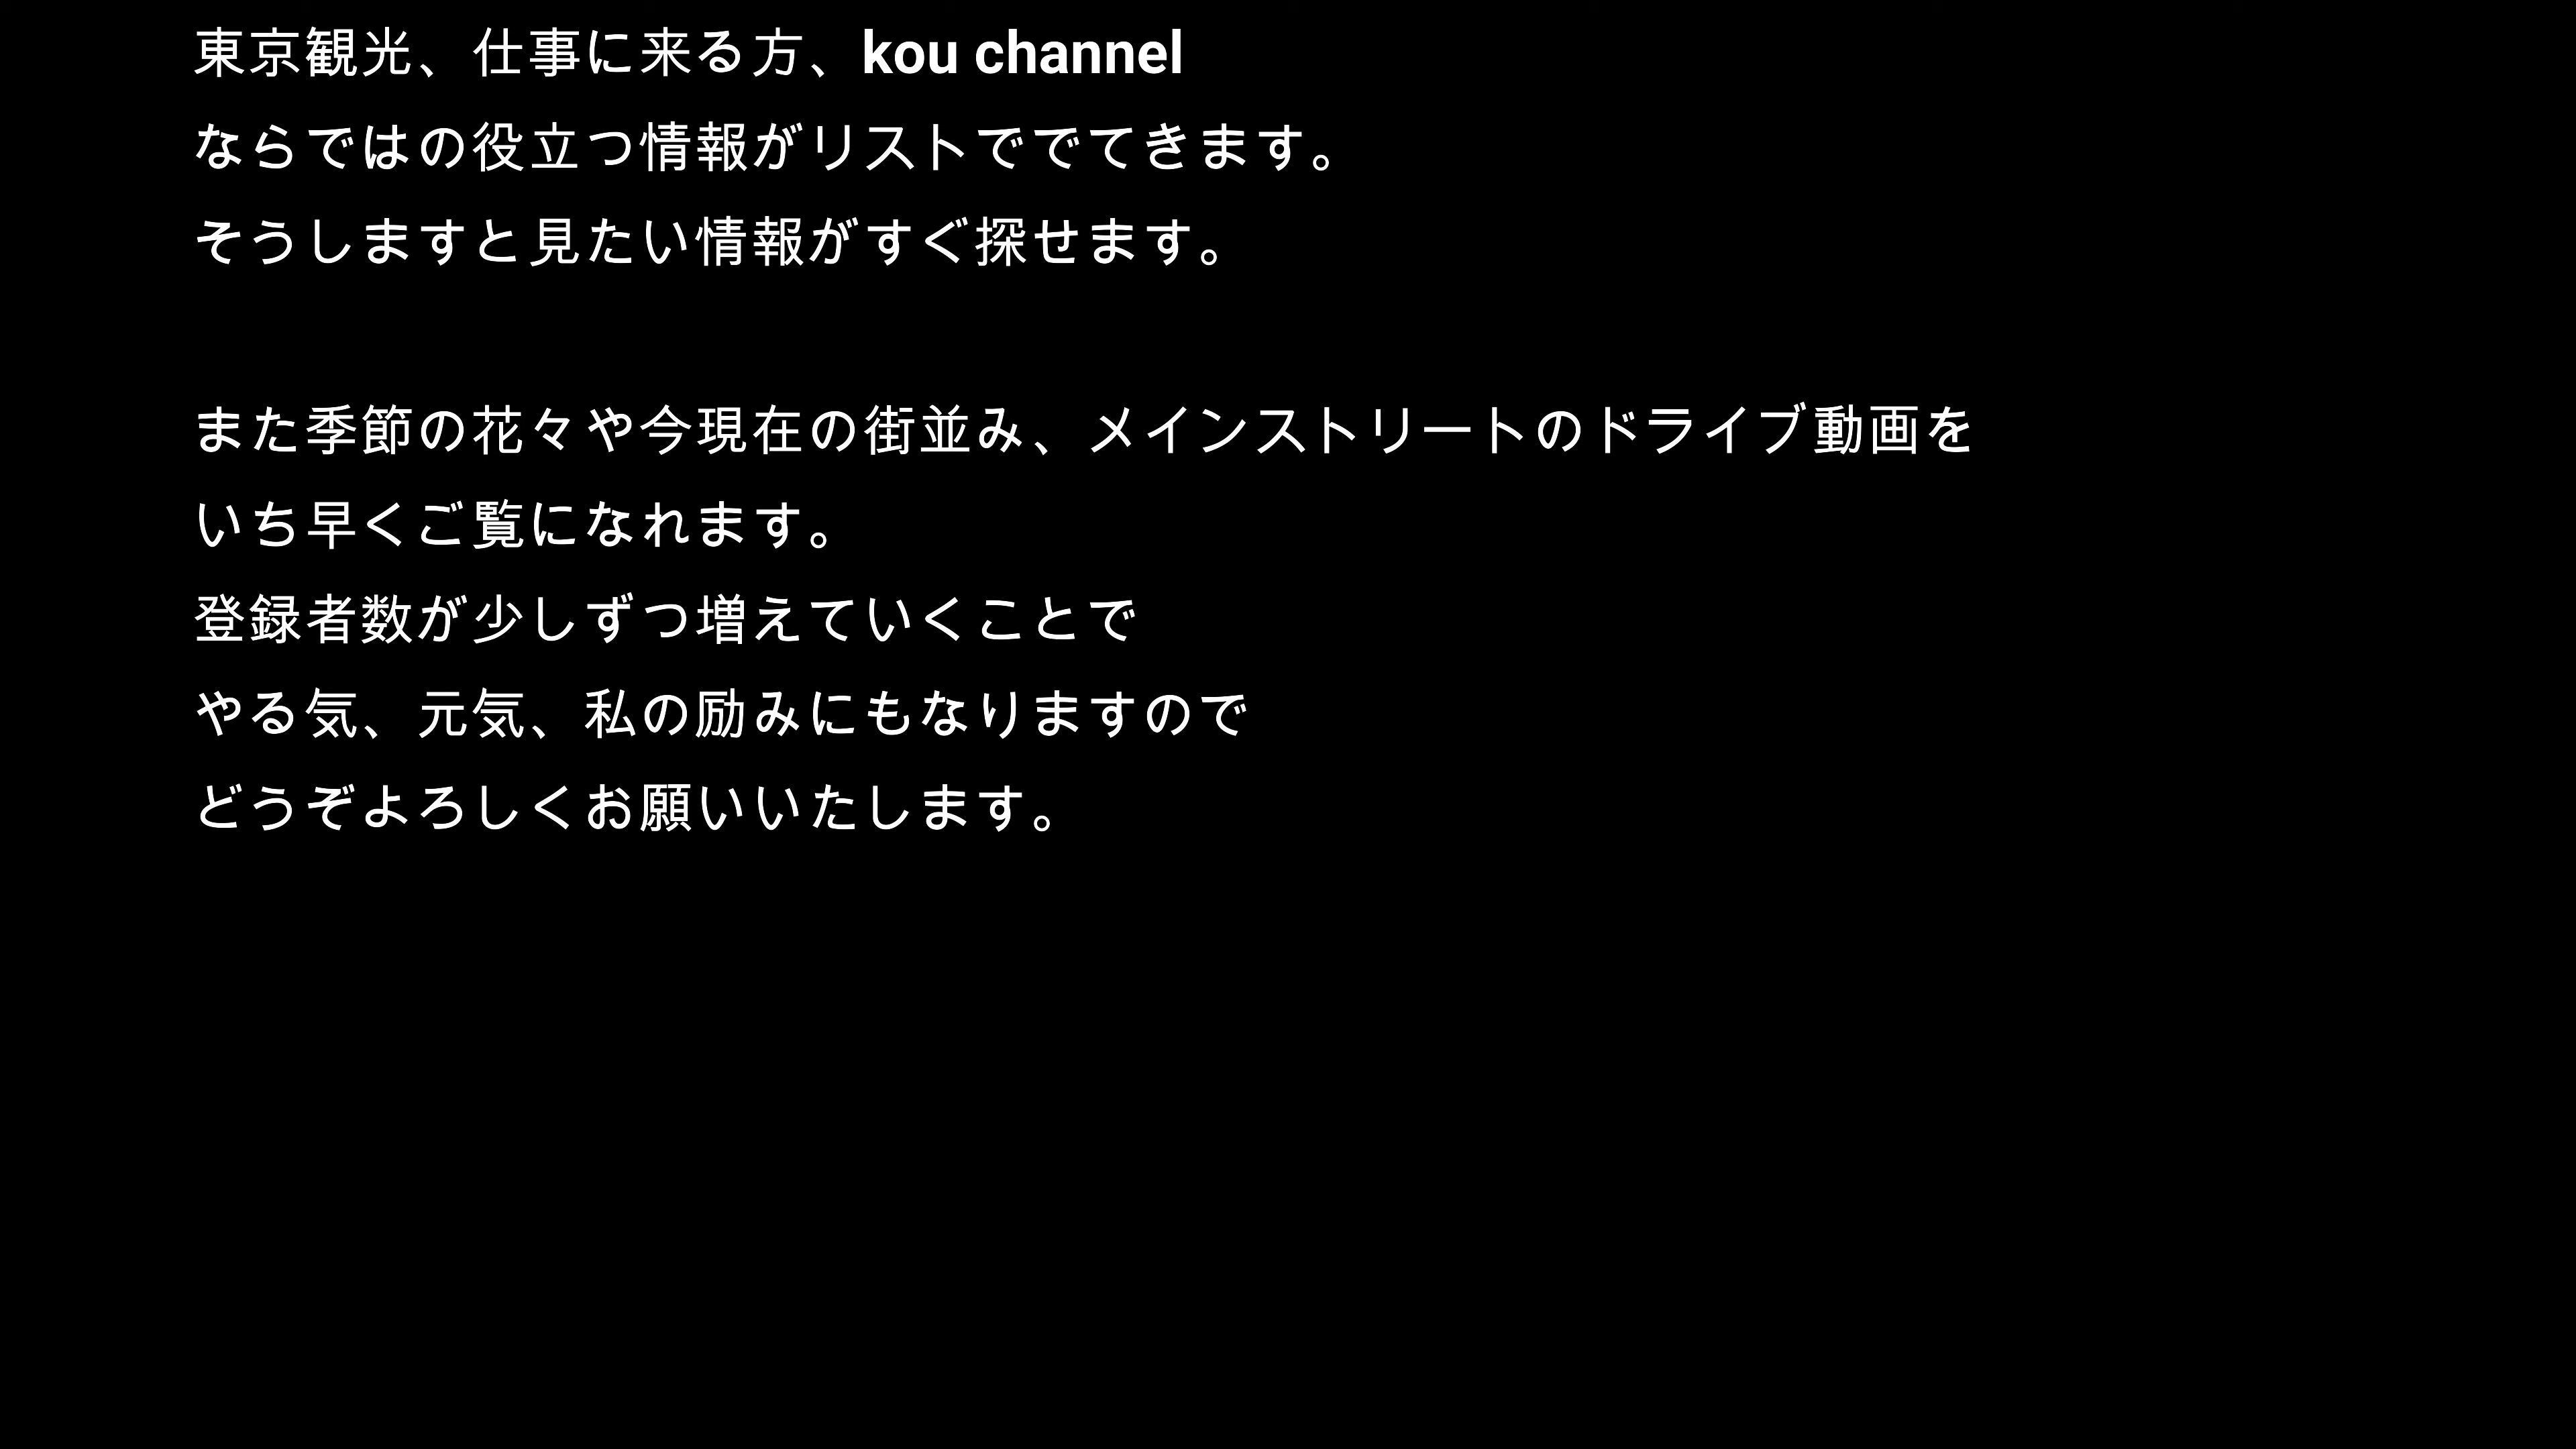 東京観光、仕事に来る方、kou channel
ならではの役立つ情報がリストででてきます。
そうしますと見たい情報がすぐ探せます。
また季節の花々や今現在の街並み、メインストリートのドライブ動画を
いち早くご覧になれます。
登録者数が少しずつ増えていくことで
やる気、元気、私の励みにもなりますので
どうぞよろしくお願いいたします。